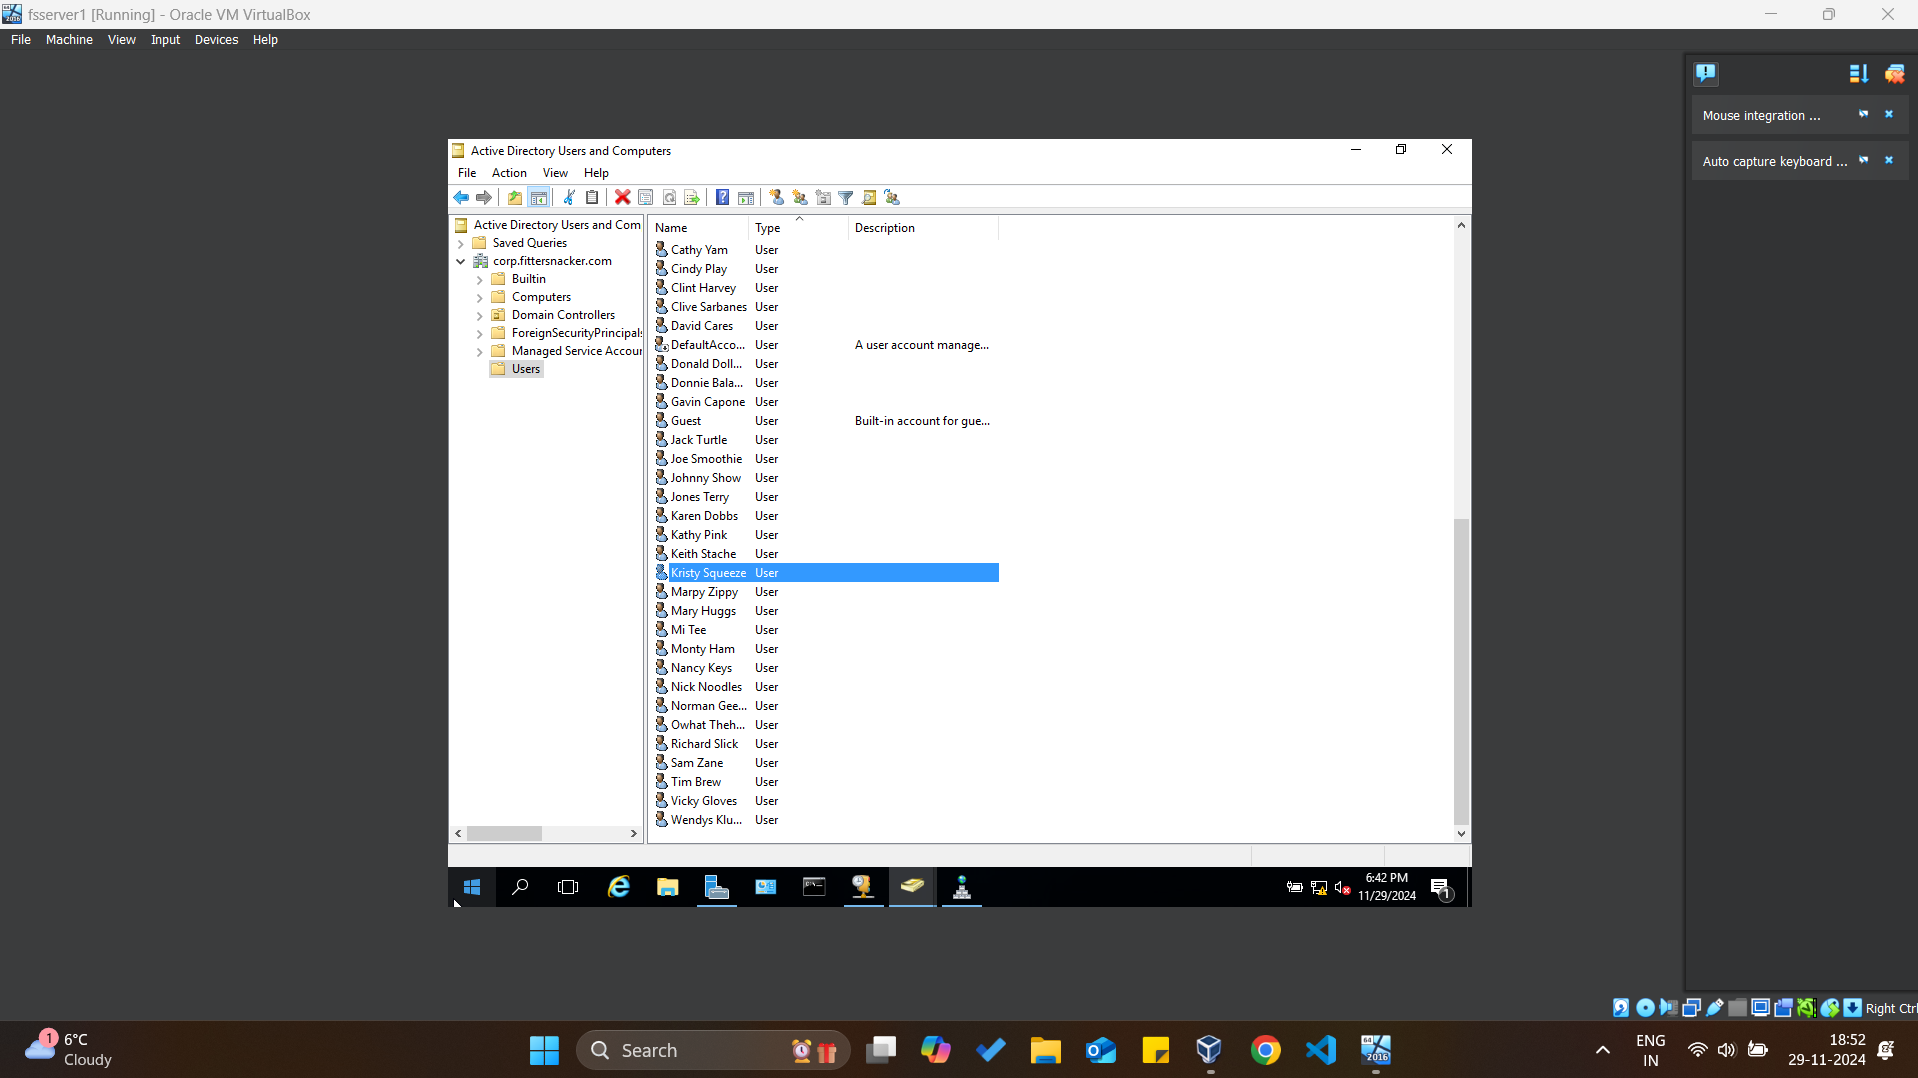 fsserver1 [Running] - Oracle VM VirtualBox
File Machine View Input Devices Help
Mouse integration ...
Auto capture keyboard ...
Active Directory Users and Computers
File Action View Help
Active Directory Users and Com
Saved Queries
corp.fittersnacker.com
Builtin
Computers
Domain Controllers
ForeignSecurityPrincipals
Managed Service Accour
Users
Name Type Description
Cathy Yam User
Cindy Play User
Clint Harvey User
Clive Sarbanes User
David Cares User
DefaultAcco... User A user account manage...
Donald Doll... User
Donnie Bala... User
Gavin Capone User
Guest User Built-in account for gue...
Jack Turtle User
Joe Smoothie User
Johnny Show User
Jones Terry User
Karen Dobbs User
Kathy Pink User
Keith Stache User
Kristy Squeeze User
Marpy Zippy User
Mary Huggs User
Mi Tee User
Monty Ham User
Nancy Keys User
Nick Noodles User
Norman Gee... User
Owhat Theh... User
Richard Slick User
Sam Zane User
Tim Brew User
Vicky Gloves User
Wendys Klu... User
6:42 PM
11/29/2024
1
Right Ctrl
1
6°C
Cloudy
Search
64
2016
ENG
IN
18:52
29-11-2024